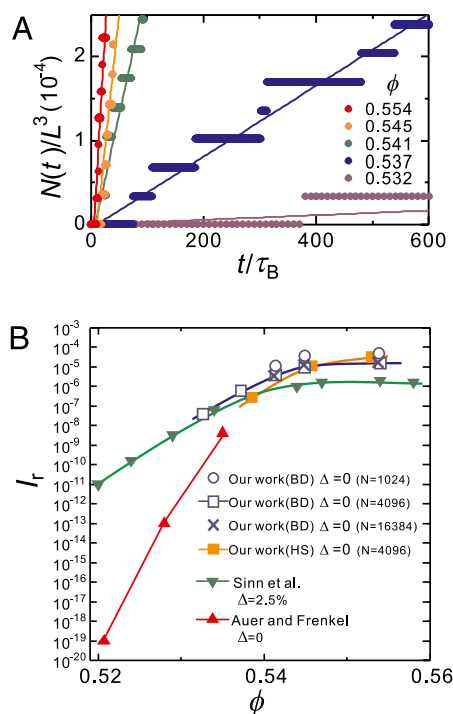 A
N(t)/L³ (10⁻⁴)
2
1
0
ϕ
0.554
0.545
0.541
0.537
0.532
0 200 400 600
t/τ_B
B
10⁻³
10⁻⁴
10⁻⁵
10⁻⁶
10⁻⁷
10⁻⁸
10⁻⁹
10⁻¹⁰
10⁻¹¹
10⁻¹²
10⁻¹³
10⁻¹⁴
10⁻¹⁵
10⁻¹⁶
10⁻¹⁷
10⁻¹⁸
10⁻¹⁹
10⁻²⁰
I_r
Our work(BD) Δ=0 (N=1024)
Our work(BD) Δ=0 (N=4096)
Our work(BD) Δ=0 (N=16384)
Our work(HS) Δ=0 (N=4096)
Sinn et al.
Δ=2.5%
Auer and Frenkel
Δ=0
0.52 0.54 0.56
ϕ